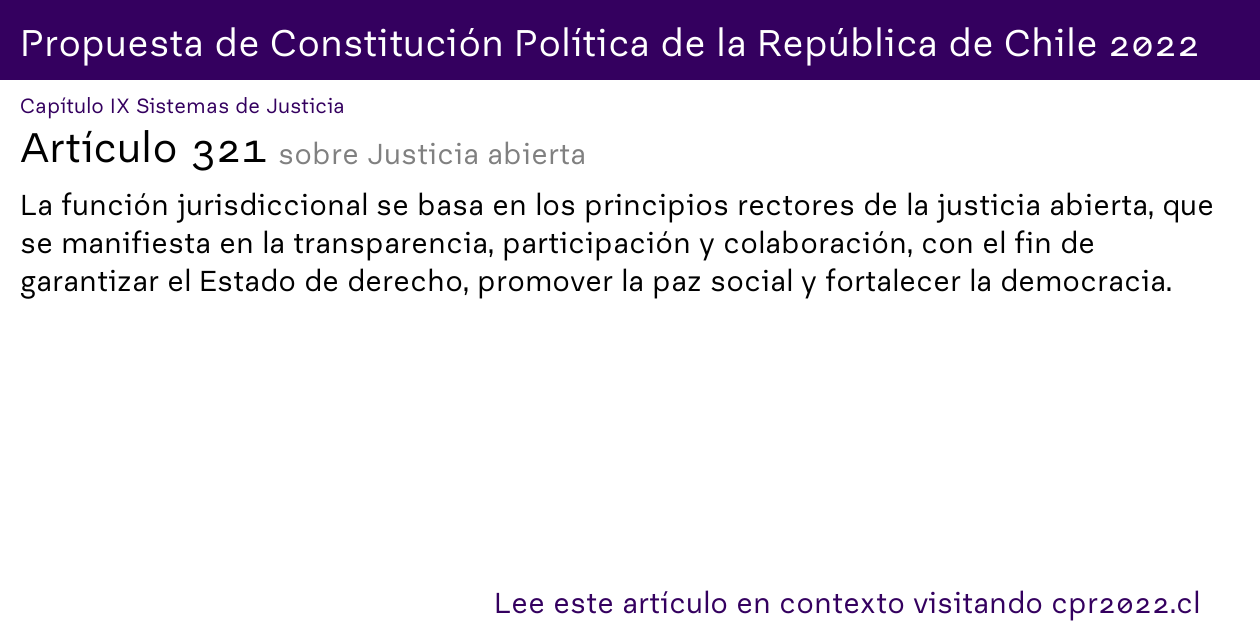 Propuesta de Constitución Política de la República de Chile 2022
Capítulo IX Sistemas de Justicia
Artículo 321 sobre Justicia abierta
La función jurisdiccional se basa en los principios rectores de la justicia abierta, que
se manifiesta en la transparencia, participación y colaboración, con el fin de
garantizar el Estado de derecho, promover la paz social y fortalecer la democracia.
Lee este artículo en contexto visitando cpr2022.cl